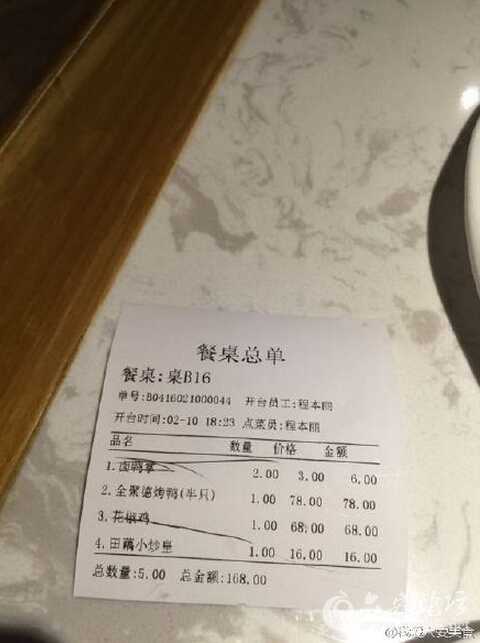 餐桌总单
餐桌:桌B16
单号:B0416021000044 开台员工:程本丽
开台时间:02-10 18:23 点菜员:程本丽
品名 数量 价格 金额
1.卤鸭掌 2.00 3.00 6.00
2.全聚德烤鸭(半只) 1.00 78.00 78.00
3.花椒鸡 1.00 68.00 68.00
4.田藕小炒皇 1.00 16.00 16.00
总数量:5.00 总金额:168.00